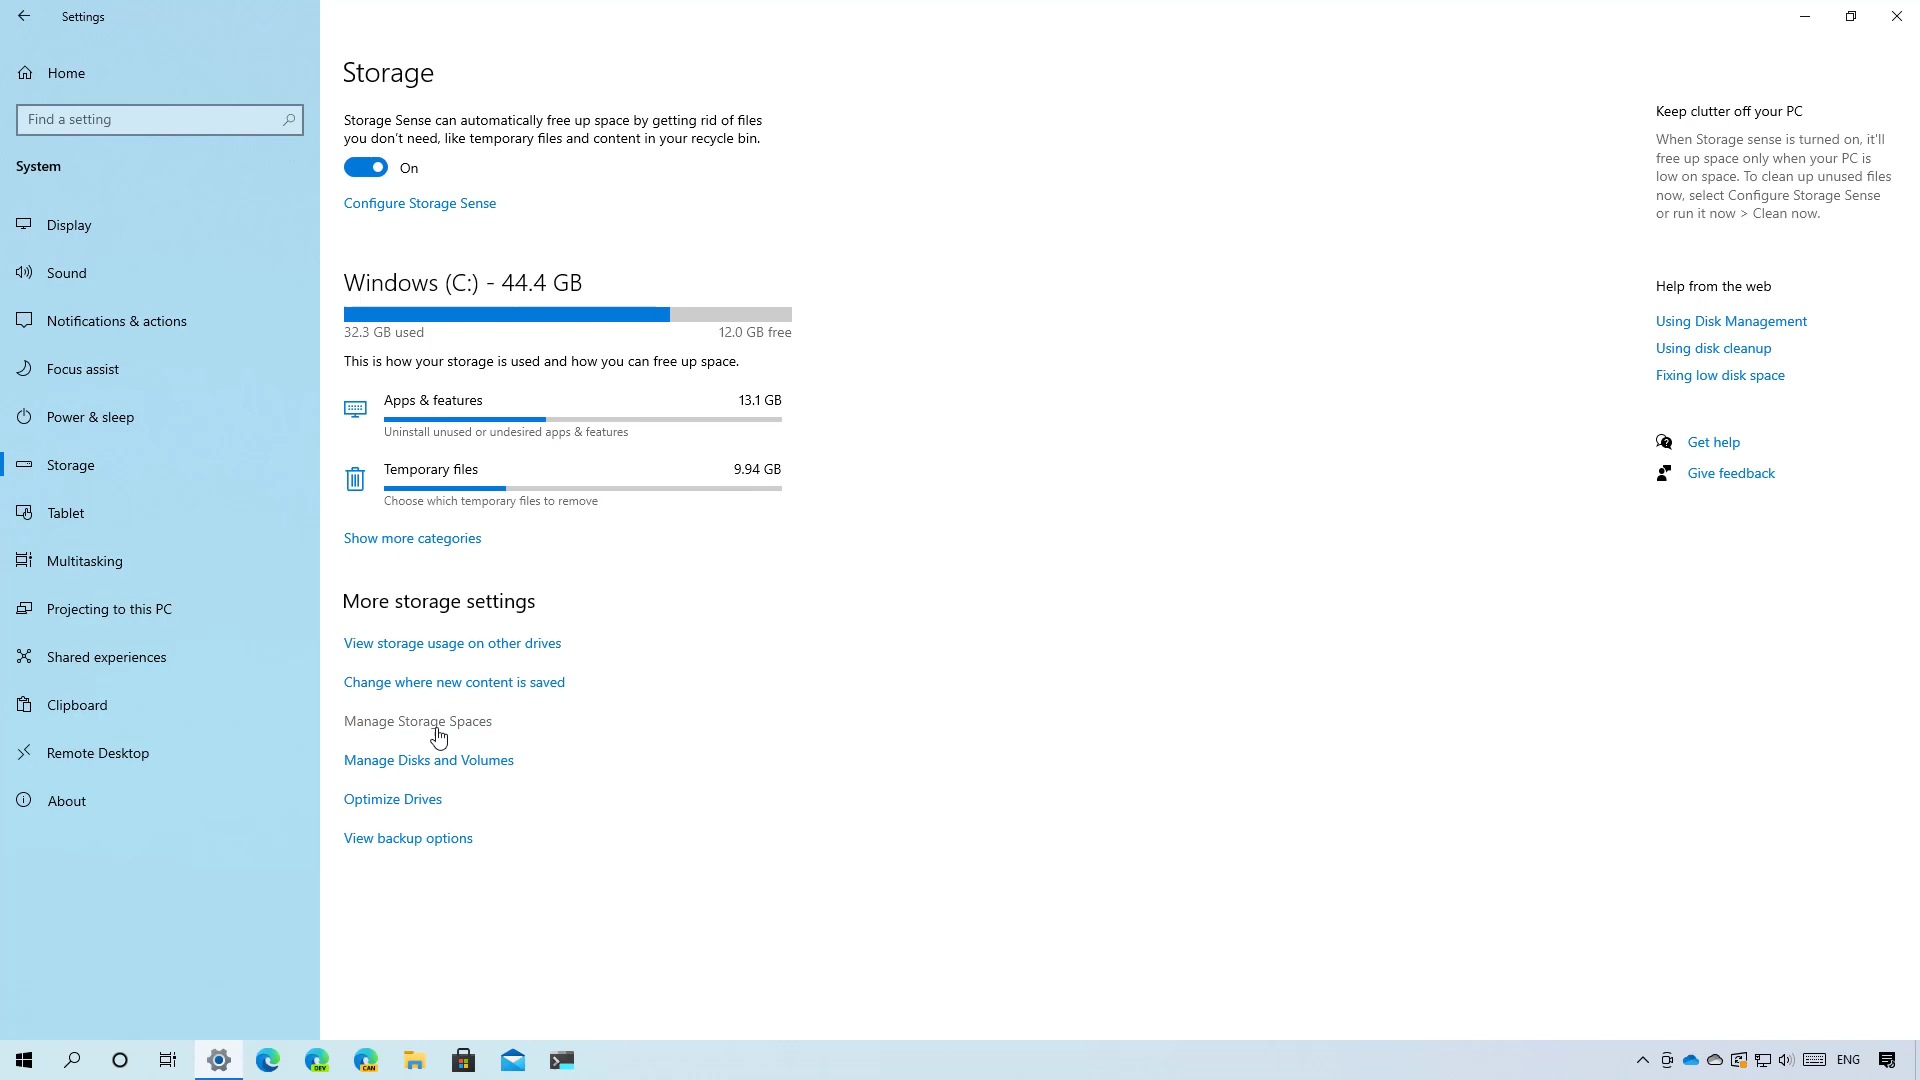 Settings
Home
Find a setting
System
Display
Sound
Notifications & actions
Focus assist
Power & sleep
Storage
Tablet
Multitasking
Projecting to this PC
Shared experiences
Clipboard
Remote Desktop
About
Storage
Storage Sense can automatically free up space by getting rid of files
you don't need, like temporary files and content in your recycle bin.
On
Configure Storage Sense
Windows (C:) - 44.4 GB
32.3 GB used 12.0 GB free
This is how your storage is used and how you can free up space.
Apps & features 13.1 GB
Uninstall unused or undesired apps & features
Temporary files 9.94 GB
Choose which temporary files to remove
Show more categories
More storage settings
View storage usage on other drives
Change where new content is saved
Manage Storage Spaces
Manage Disks and Volumes
Optimize Drives
View backup options
Keep clutter off your PC
When Storage sense is turned on, it'll
free up space only when your PC is
low on space. To clean up unused files
now, select Configure Storage Sense
or run it now > Clean now.
Help from the web
Using Disk Management
Using disk cleanup
Fixing low disk space
Get help
Give feedback
DEV
CAN
ENG